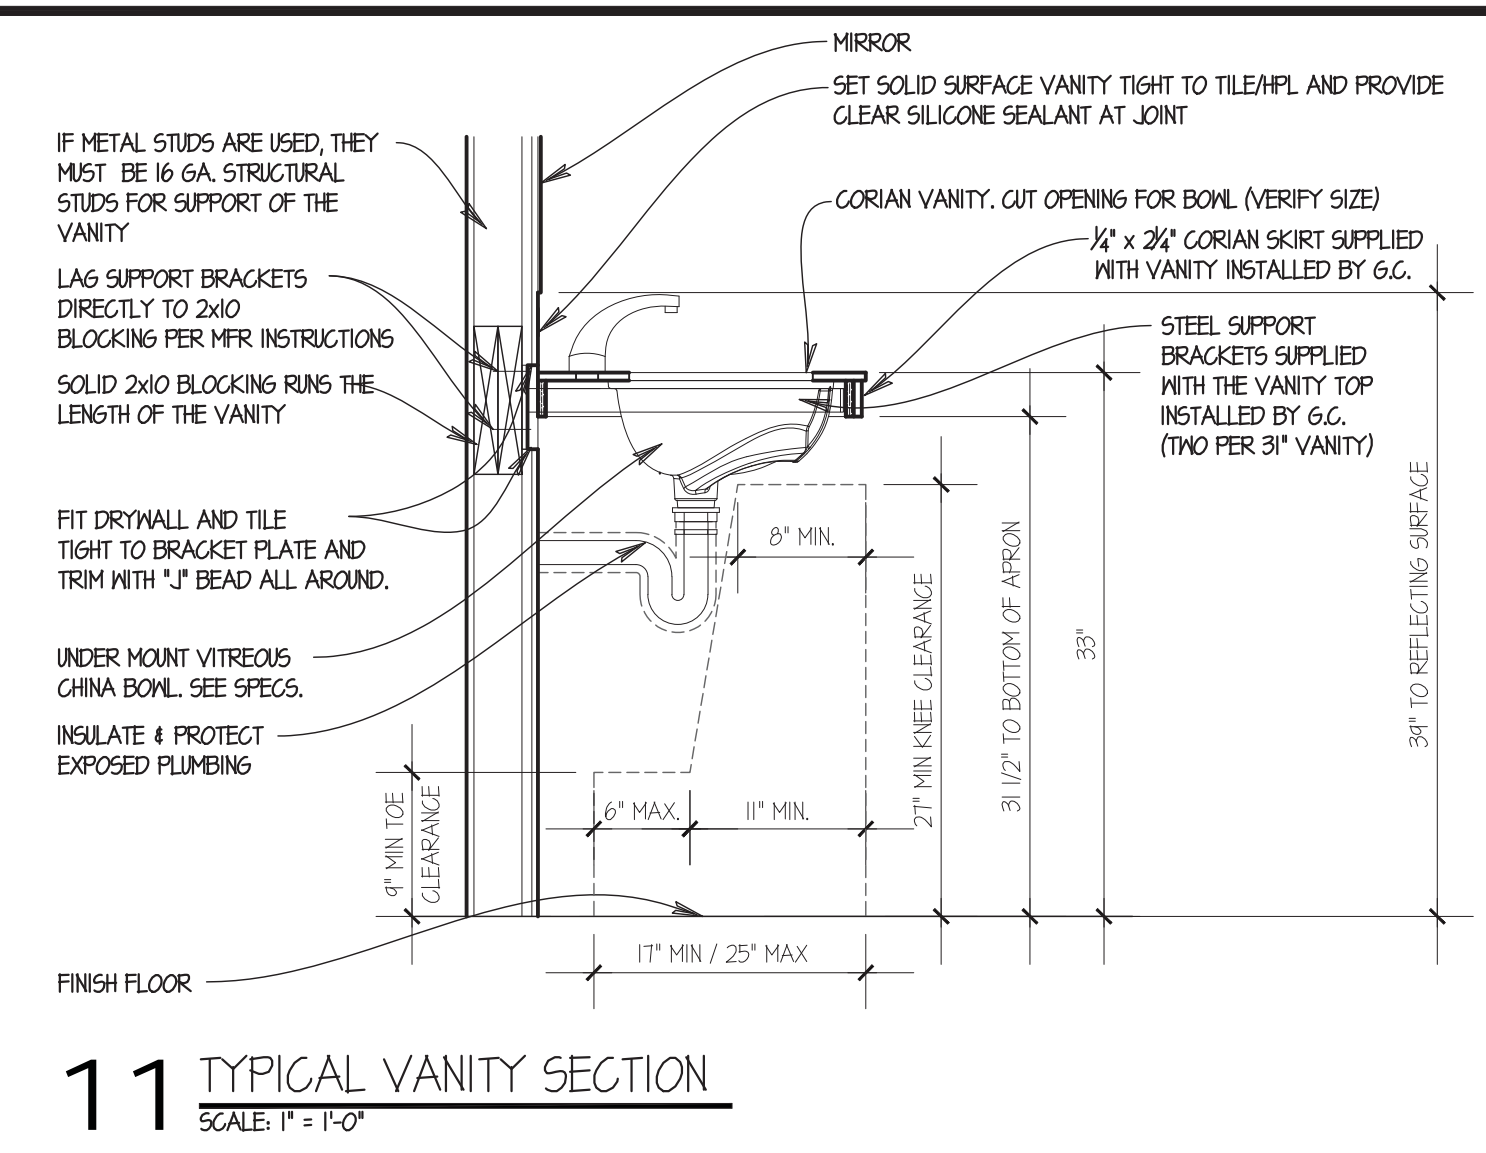 MIRROR
SET SOLID SURFACE VANITY TIGHT TO TILE/HPL AND PROVIDE
CLEAR SILICONE SEALANT AT JOINT
IF METAL STUDS ARE USED, THEY
MUST BE 16 GA. STRUCTURAL
STUDS FOR SUPPORT OF THE
VANITY
CORIAN VANITY. CUT OPENING FOR BOWL (VERIFY SIZE)
1/4" x 2 1/4" CORIAN SKIRT SUPPLIED
WITH VANITY INSTALLED BY G.C.
LAG SUPPORT BRACKETS
DIRECTLY TO 2x10
BLOCKING PER MFR INSTRUCTIONS
STEEL SUPPORT
BRACKETS SUPPLIED
WITH THE VANITY TOP
INSTALLED BY G.C.
(TWO PER 31" VANITY)
SOLID 2x10 BLOCKING RUNS THE
LENGTH OF THE VANITY
FIT DRYWALL AND TILE
TIGHT TO BRACKET PLATE AND
TRIM WITH "J" BEAD ALL AROUND.
8" MIN.
UNDER MOUNT VITREOUS
CHINA BOWL. SEE SPECS.
INSULATE & PROTECT
EXPOSED PLUMBING
27" MIN KNEE CLEARANCE
31 1/2" TO BOTTOM OF APRON
33"
39" TO REFLECTING SURFACE
9" MIN TOE
CLEARANCE
6" MAX.
11" MIN.
17" MIN / 25" MAX
FINISH FLOOR
11
TYPICAL VANITY SECTION
SCALE: 1" = 1'-0"